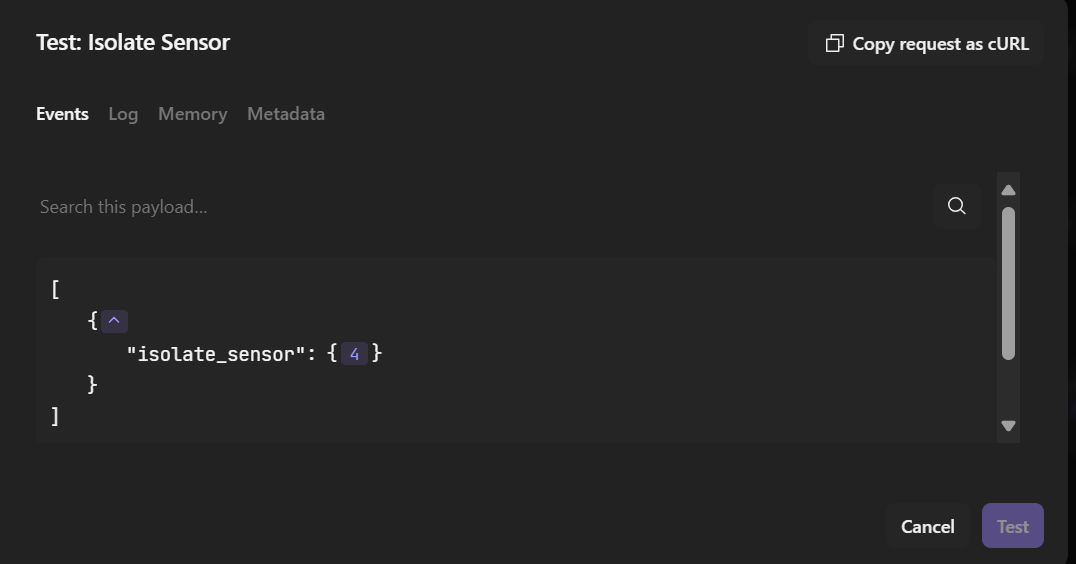 Test: Isolate Sensor
Copy request as cURL
Events Log Memory Metadata
Search this payload...
[
{
"isolate_sensor": {4}
}
]
Cancel Test